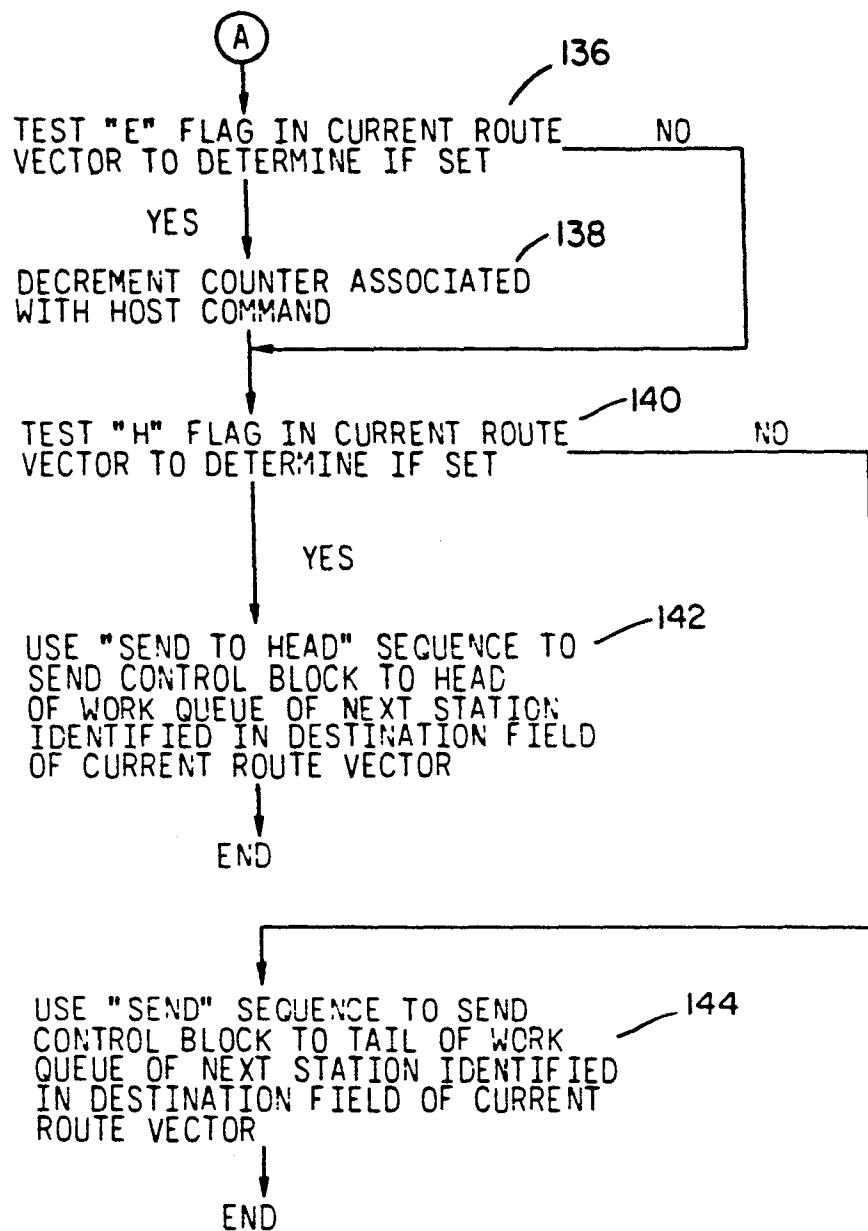 A
136
TEST "E" FLAG IN CURRENT ROUTE NO
VECTOR TO DETERMINE IF SET
YES
138
DECREMENT COUNTER ASSOCIATED
WITH HOST COMMAND
140
TEST "H" FLAG IN CURRENT ROUTE NO
VECTOR TO DETERMINE IF SET
YES
142
USE "SEND TO HEAD" SEQUENCE TO
SEND CONTROL BLOCK TO HEAD
OF WORK QUEUE OF NEXT STATION
IDENTIFIED IN DESTINATION FIELD
OF CURRENT ROUTE VECTOR
END
USE "SEND" SEQUENCE TO SEND
144
CONTROL BLOCK TO TAIL OF WORK
QUEUE OF NEXT STATION IDENTIFIED
IN DESTINATION FIELD OF CURRENT
ROUTE VECTOR
END